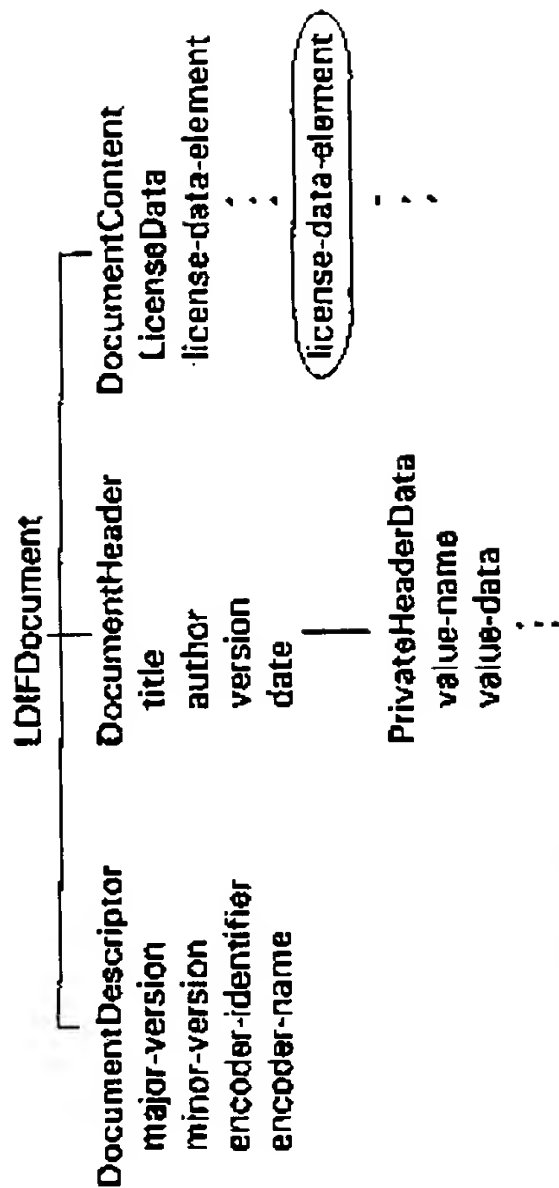 LDIFDocument
DocumentDescriptor
major-version
minor-version
encoder-identifier
encoder-name
DocumentHeader
title
author
version
date
PrivateHeaderData
value-name
value-data
DocumentContent
LicenseData
license-data-element
license-data-element